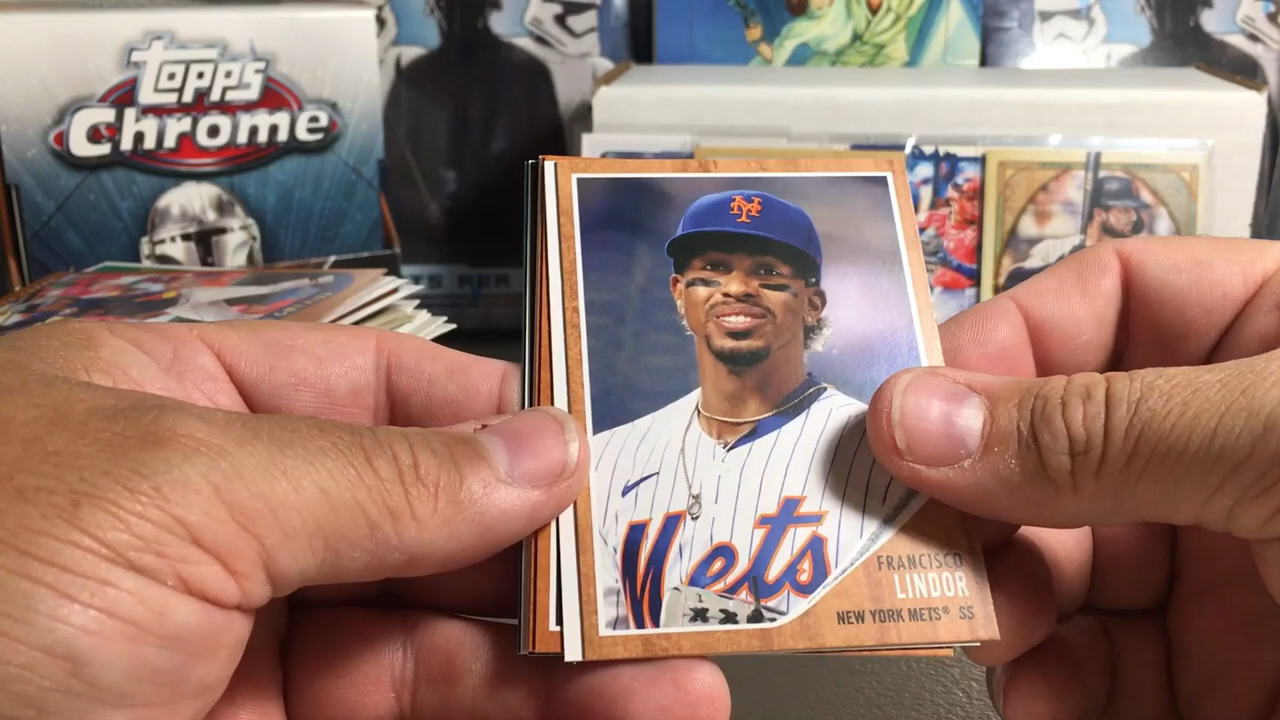 Topps
Chrome
NY
Mets
FRANCISCO
LINDOR
NEW YORK METS® SS